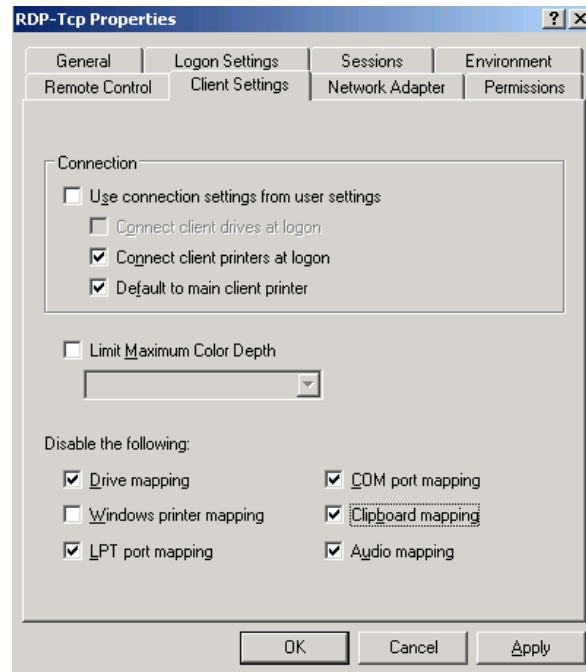 RDP-Tcp Properties
General Logon Settings Sessions Environment
Remote Control Client Settings Network Adapter Permissions
Connection
Use connection settings from user settings
Connect client drives at logon
Connect client printers at logon
Default to main client printer
Limit Maximum Color Depth
Disable the following:
Drive mapping COM port mapping
Windows printer mapping Clipboard mapping
LPT port mapping Audio mapping
OK Cancel Apply